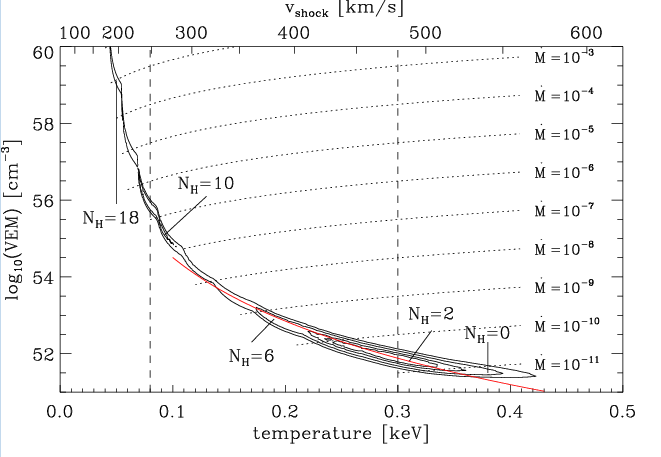 v_shock [km/s]
100 200 300 400 500 600
60
58
56
54
52
log₁₀(VEM) [cm⁻³]
Ṁ=10⁻³
Ṁ=10⁻⁴
Ṁ=10⁻⁵
Ṁ=10⁻⁶
Ṁ=10⁻⁷
Ṁ=10⁻⁸
Ṁ=10⁻⁹
Ṁ=10⁻¹⁰
Ṁ=10⁻¹¹
N_H=10
N_H=18
N_H=2
N_H=0
N_H=6
0.0 0.1 0.2 0.3 0.4 0.5
temperature [keV]